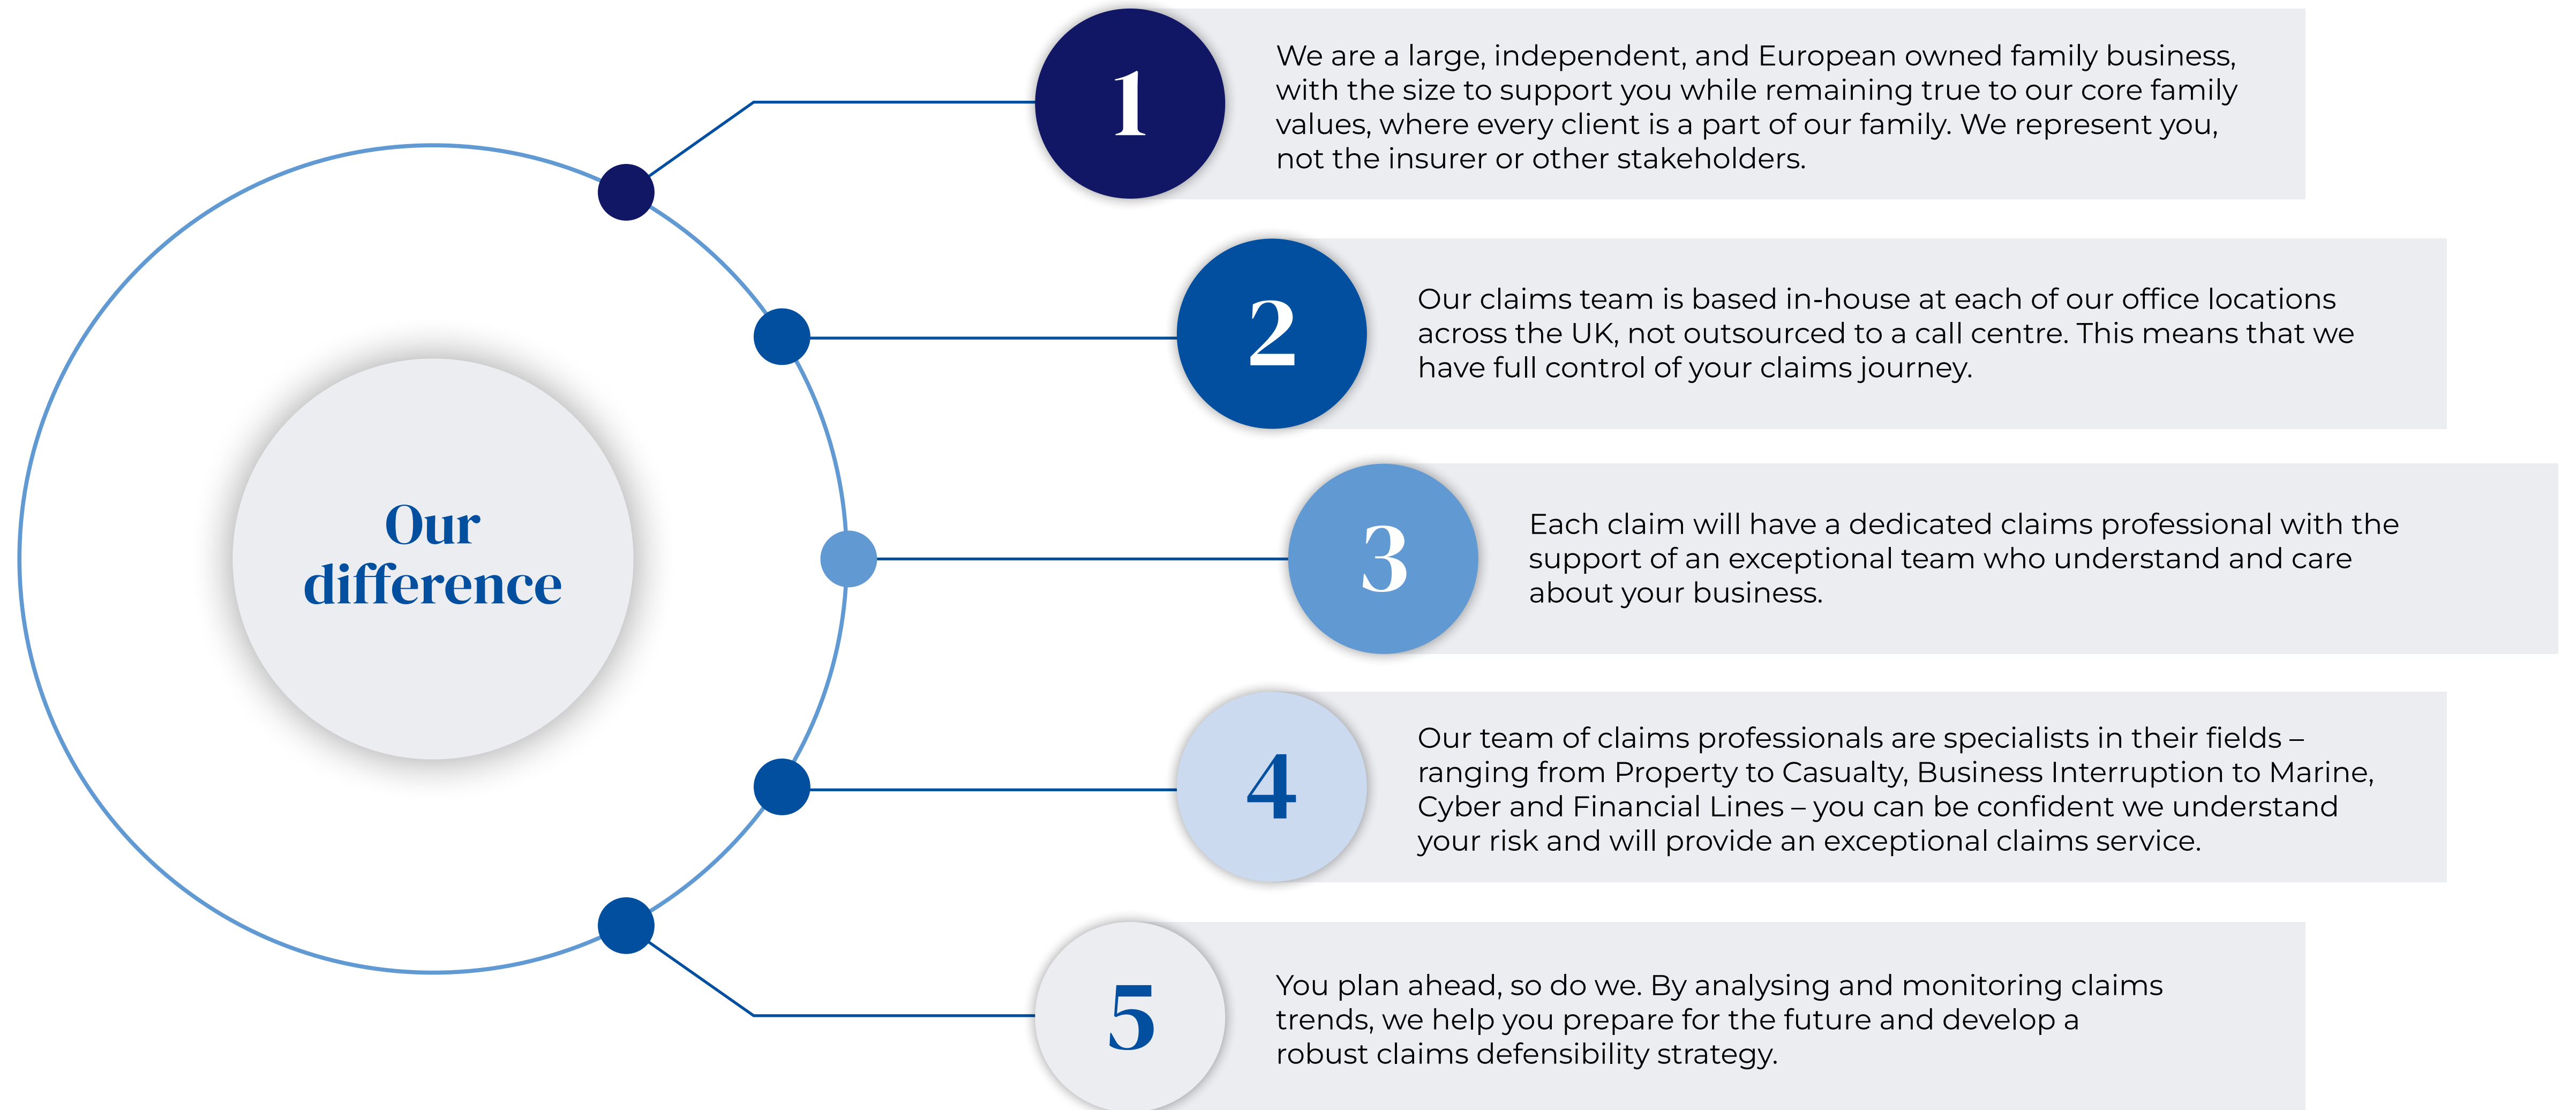 Our
difference
1
We are a large, independent, and European owned family business,
with the size to support you while remaining true to our core family
values, where every client is a part of our family. We represent you,
not the insurer or other stakeholders.
2
Our claims team is based in-house at each of our office locations
across the UK, not outsourced to a call centre. This means that we
have full control of your claims journey.
3
Each claim will have a dedicated claims professional with the
support of an exceptional team who understand and care
about your business.
4
Our team of claims professionals are specialists in their fields –
ranging from Property to Casualty, Business Interruption to Marine,
Cyber and Financial Lines – you can be confident we understand
your risk and will provide an exceptional claims service.
5
You plan ahead, so do we. By analysing and monitoring claims
trends, we help you prepare for the future and develop a
robust claims defensibility strategy.